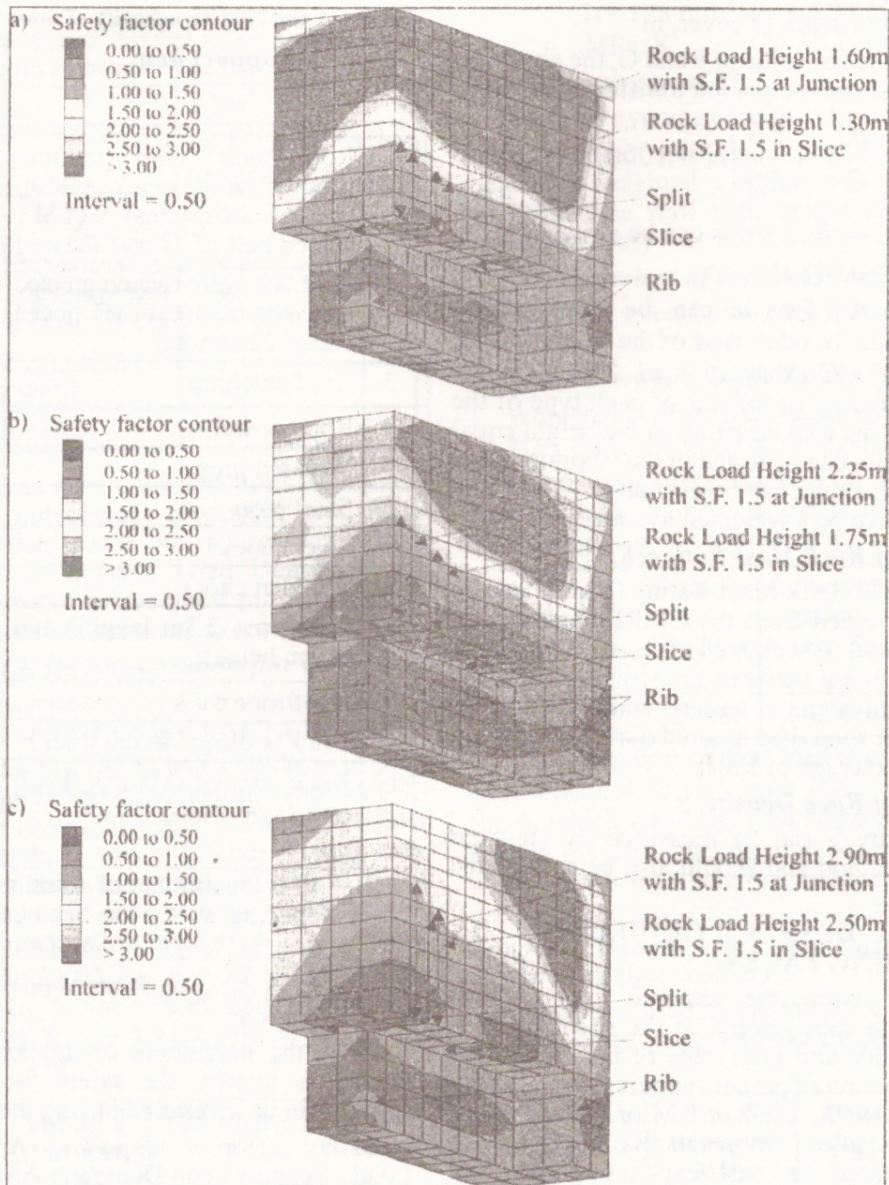 a) Safety factor contour
0.00 to 0.50
0.50 to 1.00
1.00 to 1.50
1.50 to 2.00
2.00 to 2.50
2.50 to 3.00
> 3.00
Interval = 0.50
Rock Load Height 1.60m
with S.F. 1.5 at Junction
Rock Load Height 1.30m
with S.F. 1.5 in Slice
Split
Slice
Rib
b) Safety factor contour
0.00 to 0.50
0.50 to 1.00
1.00 to 1.50
1.50 to 2.00
2.00 to 2.50
2.50 to 3.00
> 3.00
Interval = 0.50
Rock Load Height 2.25m
with S.F. 1.5 at Junction
Rock Load Height 1.75m
with S.F. 1.5 in Slice
Split
Slice
Rib
c) Safety factor contour
0.00 to 0.50
0.50 to 1.00
1.00 to 1.50
1.50 to 2.00
2.00 to 2.50
2.50 to 3.00
> 3.00
Interval = 0.50
Rock Load Height 2.90m
with S.F. 1.5 at Junction
Rock Load Height 2.50m
with S.F. 1.5 in Slice
Split
Slice
Rib